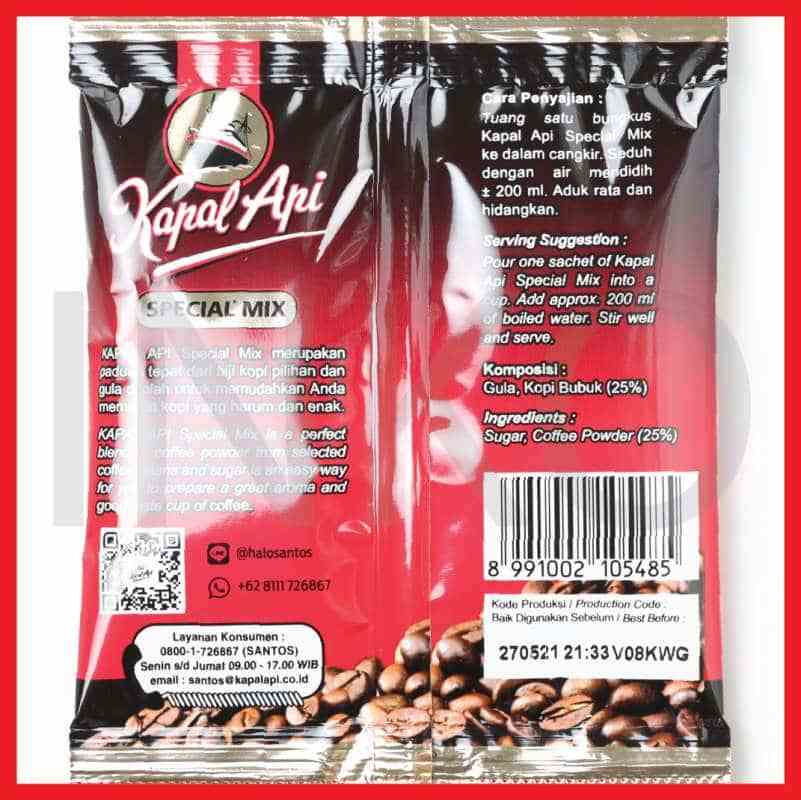 Kapal Api
SPECIAL MIX
KAPAL API Special Mix merupakan
paduan tepat dari biji kopi pilihan dan
gula diolah untuk memudahkan Anda
kopi yang harum dan enak.
KAPAL API Special Mix is a perfect
blend coffee powder from selected
coffee beans and sugar is an easy way
for you to prepare a great aroma and
good taste cup of coffee.
@halosantos
+62 8111 726867
Layanan Konsumen :
0800-1-726867 (SANTOS)
Senin s/d Jumat 09.00 - 17.00 WIB
email : santos@kapalapi.co.id
Cara Penyajian :
Tuang satu bungkus
Kapal Api Special Mix
ke dalam cangkir. Seduh
dengan air mendidih
± 200 ml. Aduk rata dan
hidangkan.
Serving Suggestion :
Pour one sachet of Kapal
Api Special Mix into a
cup. Add approx. 200 ml
of boiled water. Stir well
and serve.
Komposisi :
Gula, Kopi Bubuk (25%)
Ingredients :
Sugar, Coffee Powder (25%)
8 991002 105485
Kode Produksi / Production Code :
Baik Digunakan Sebelum / Best Before :
270521 21:33 V08KWG